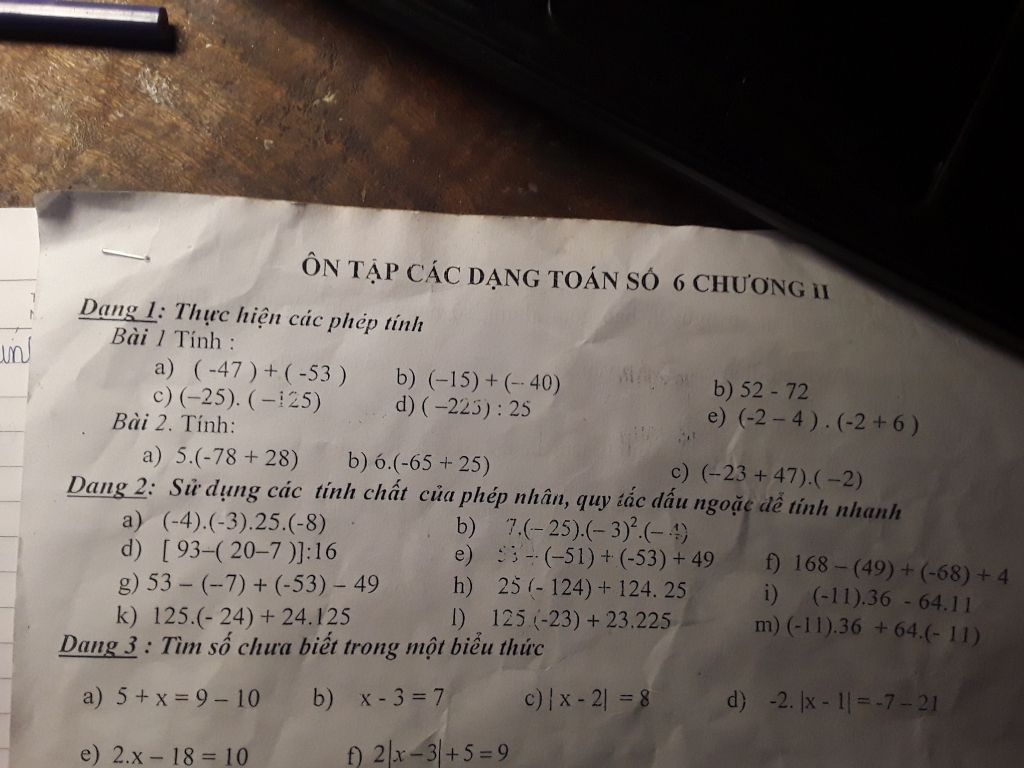 ÔN TẬP CÁC DẠNG TOÁN SỐ 6 CHƯƠNG II
Dạng 1: Thực hiện các phép tính
Bài 1 Tính :
a) ( -47 ) + ( -53 ) b) (–15) + (– 40) b) 52 - 72
c) (–25). ( –125) d) ( –225) : 25 e) (-2 – 4 ) . (-2 + 6 )
Bài 2. Tính:
a) 5.(-78 + 28) b) 6.(-65 + 25) c) (–23 + 47).( –2)
Dang 2: Sử dụng các tính chất của phép nhân, quy tắc dấu ngoặc để tính nhanh
a) (-4).(-3).25.(-8) b) 7.(– 25).(– 3)².(– 4)
d) [ 93–( 20–7 )]:16 e) – (–51) + (-53) + 49 f) 168 – (49) + (-68) + 4
g) 53 – (–7) + (-53) – 49 h) 25 (- 124) + 124. 25 i) (-11).36 - 64.11
k) 125.(- 24) + 24.125 l) 125 (-23) + 23.225 m) (-11).36 + 64.(- 11)
Dang 3 : Tìm số chưa biết trong một biểu thức
a) 5 + x = 9 – 10 b) x - 3 = 7 c) | x - 2| = 8 d) -2. |x - 1| = -7 – 21
e) 2.x – 18 = 10 f) 2|x – 3| + 5 = 9